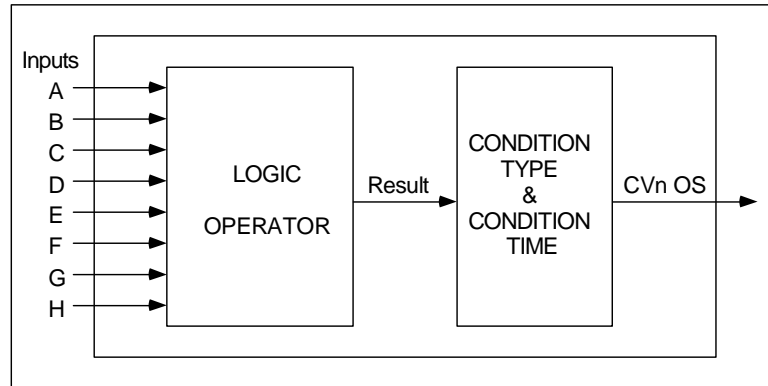 Inputs
A
B
C
D
E
F
G
H
LOGIC
OPERATOR
Result
CONDITION
TYPE
&
CONDITION
TIME
CVn OS